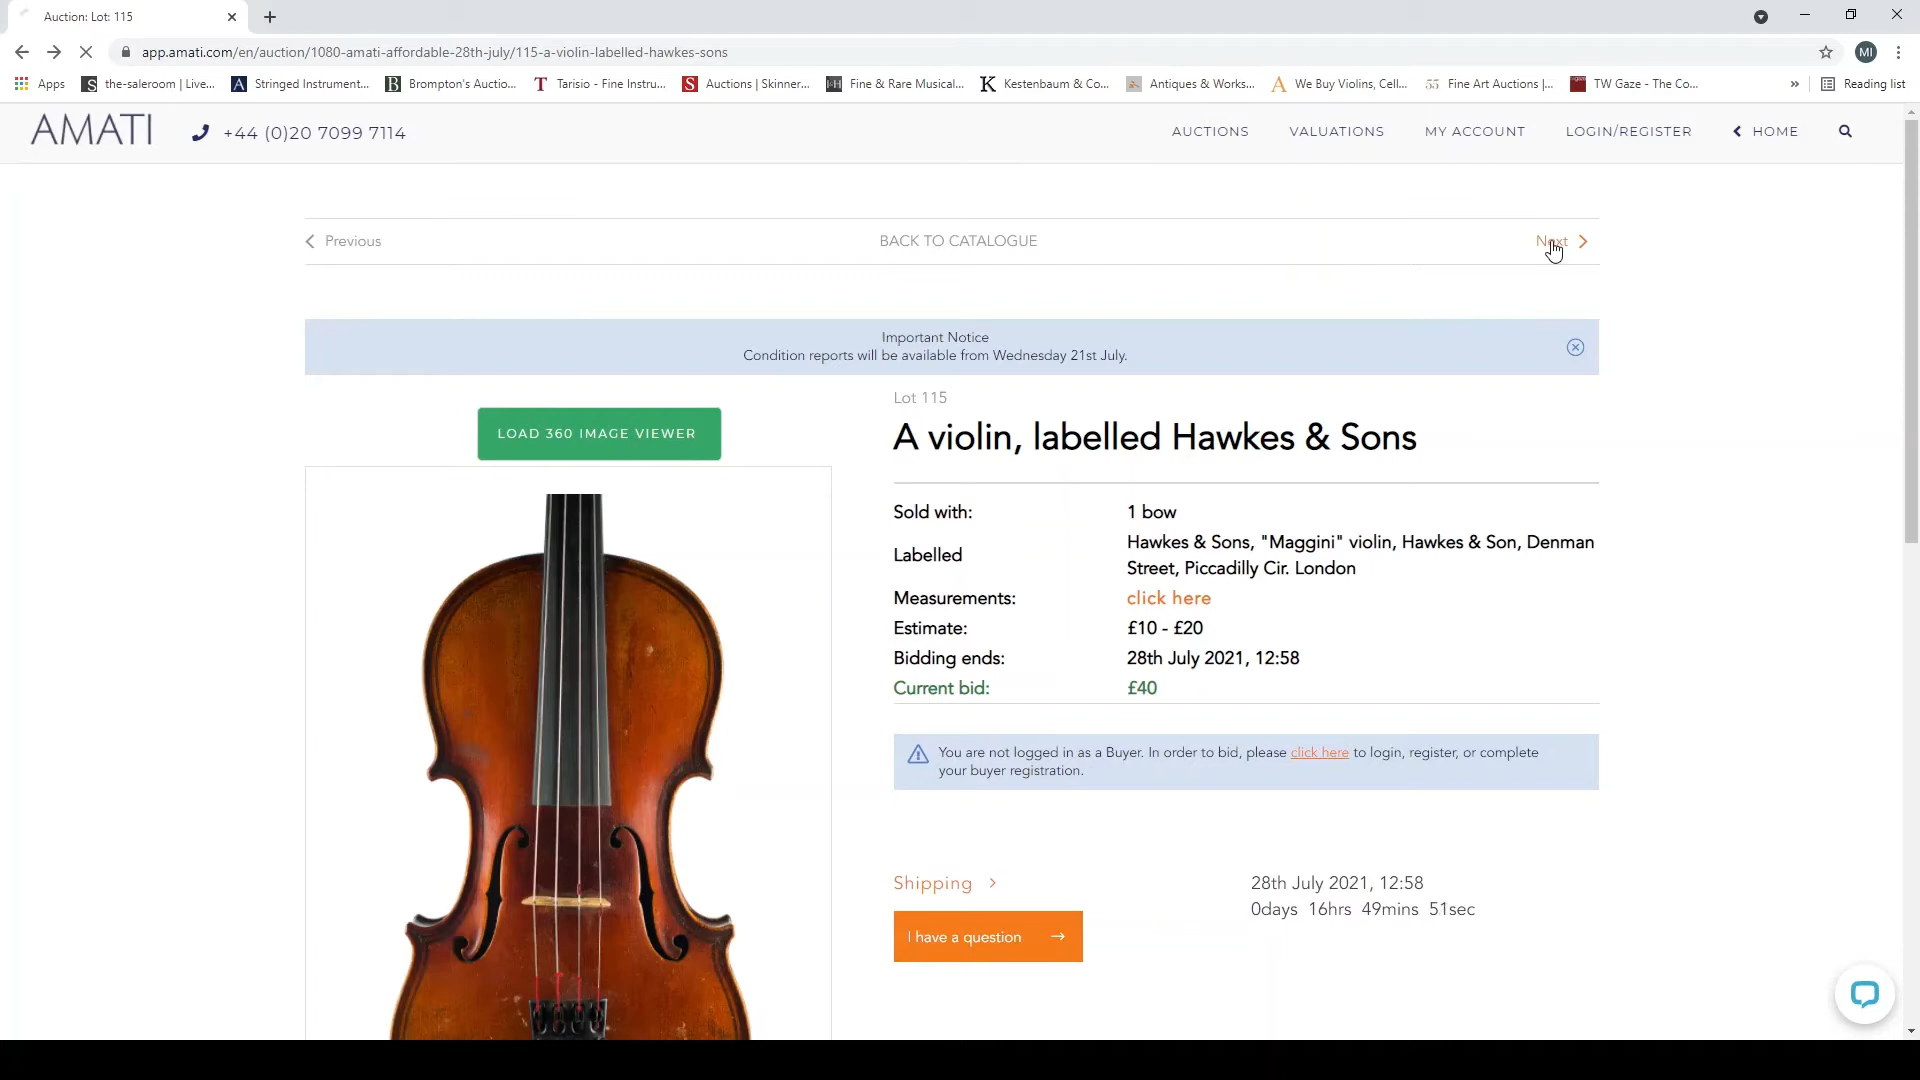 Auction: Lot: 115
app.amati.com/en/auction/1080-amati-affordable-28th-july/115-a-violin-labelled-hawkes-sons
MI
Apps
the-saleroom | Live...
Stringed Instrument...
Brompton's Auctio...
Tarisio - Fine Instru...
Auctions | Skinner...
Fine & Rare Musical...
Kestenbaum & Co...
Antiques & Works...
We Buy Violins, Cell...
Fine Art Auctions |...
TW Gaze - The Co...
»
Reading list
AMATI
+44 (0)20 7099 7114
AUCTIONS
VALUATIONS
MY ACCOUNT
LOGIN/REGISTER
HOME
Previous
BACK TO CATALOGUE
Next
Important Notice
Condition reports will be available from Wednesday 21st July.
LOAD 360 IMAGE VIEWER
Lot 115
A violin, labelled Hawkes & Sons
Sold with: 1 bow
Labelled Hawkes & Sons, "Maggini" violin, Hawkes & Son, Denman
Street, Piccadilly Cir. London
Measurements: click here
Estimate: £10 - £20
Bidding ends: 28th July 2021, 12:58
Current bid: £40
You are not logged in as a Buyer. In order to bid, please click here to login, register, or complete
your buyer registration.
Shipping
28th July 2021, 12:58
0days 16hrs 49mins 51sec
I have a question